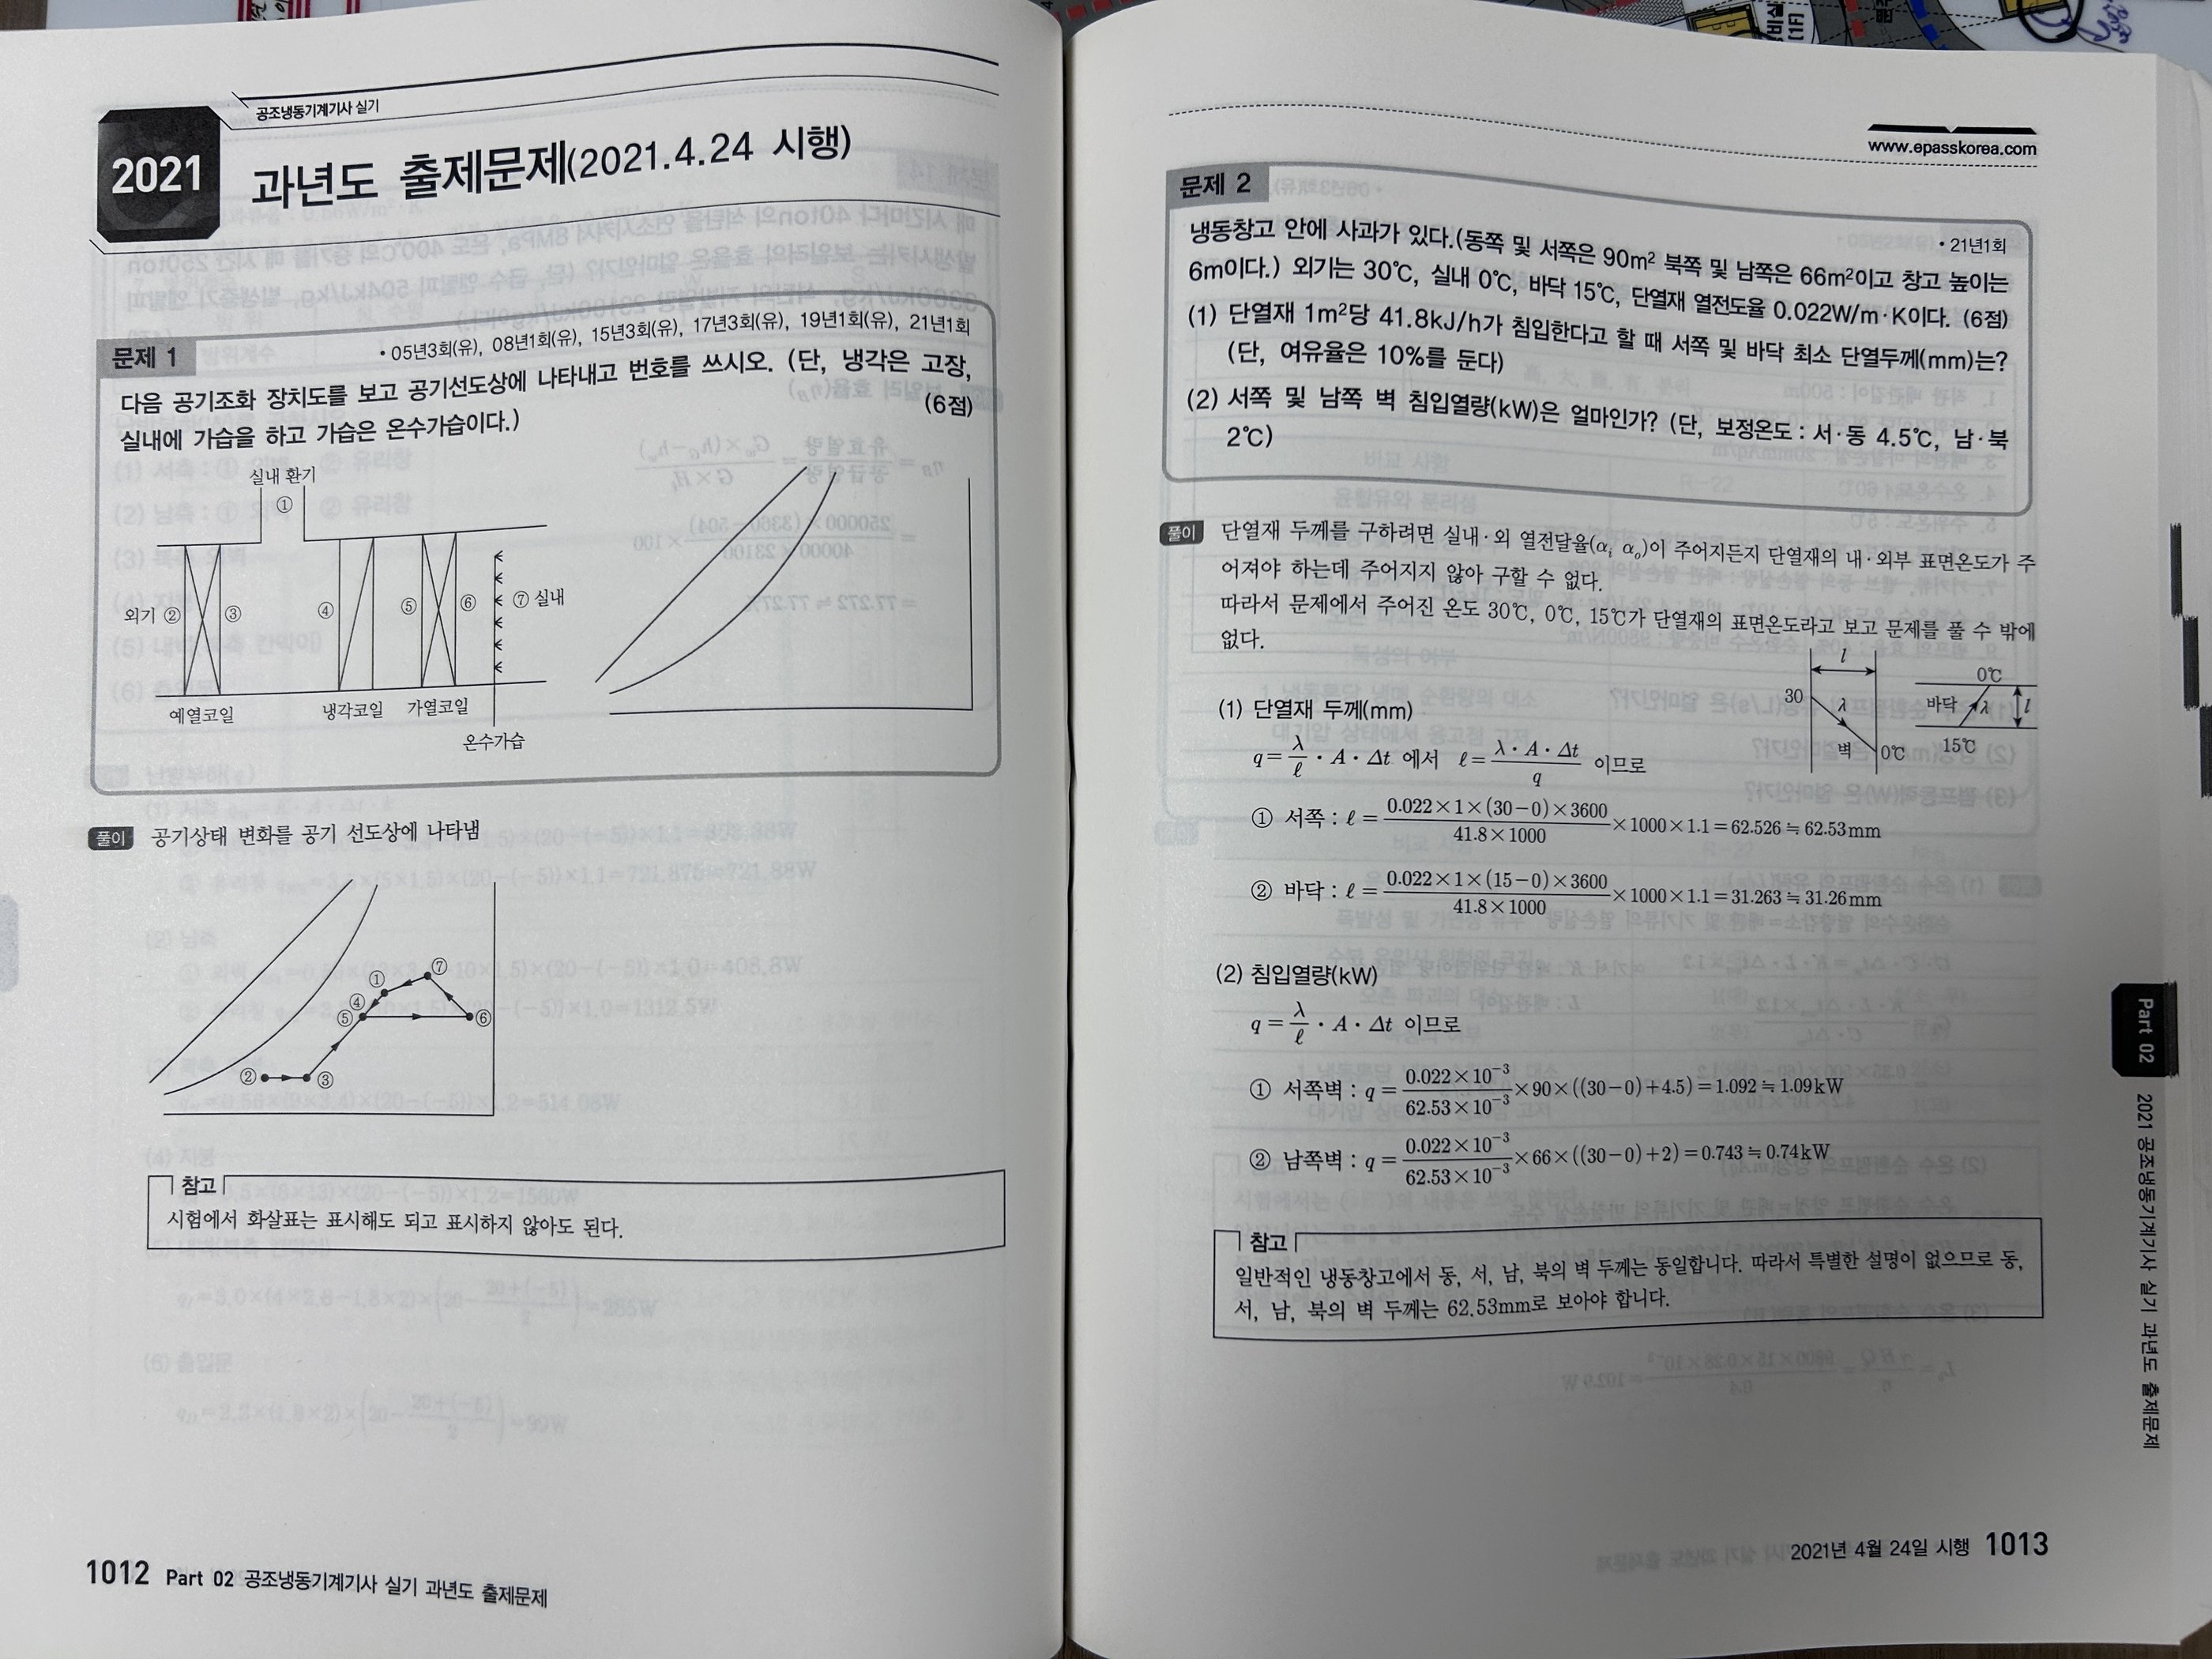 공조냉동기계기사 실기
2021
과년도 출제문제(2021.4.24 시행)
문제 1
• 05년3회(유), 08년1회(유), 15년3회(유), 17년3회(유), 19년1회(유), 21년1회
다음 공기조화 장치도를 보고 공기선도상에 나타내고 번호를 쓰시오. (단, 냉각은 고장,
실내에 가습을 하고 가습은 온수가습이다.)
(6점)
실내 환기
①
외기 ② ③ ④ ⑤ ⑥ ⑦ 실내
예열코일 냉각코일 가열코일
온수가습
풀이 공기상태 변화를 공기 선도상에 나타냄
⑦
①
④
⑤ ⑥
② ③
참고
시험에서 화살표는 표시해도 되고 표시하지 않아도 된다.
1012 Part 02 공조냉동기계기사 실기 과년도 출제문제
(1F)
www.epasskorea.com
문제 2
• 21년1회
냉동창고 안에 사과가 있다.(동쪽 및 서쪽은 90m² 북쪽 및 남쪽은 66m²이고 창고 높이는
6m이다.) 외기는 30℃, 실내 0℃, 바닥 15℃, 단열재 열전도율 0.022W/m·K이다. (6점)
(1) 단열재 1m²당 41.8kJ/h가 침입한다고 할 때 서쪽 및 바닥 최소 단열두께(mm)는?
(단, 여유율은 10%를 둔다)
(2) 서쪽 및 남쪽 벽 침입열량(kW)은 얼마인가? (단, 보정온도 : 서·동 4.5℃, 남·북
2℃)
풀이 단열재 두께를 구하려면 실내·외 열전달율(αi αo)이 주어지든지 단열재의 내·외부 표면온도가 주
어져야 하는데 주어지지 않아 구할 수 없다.
따라서 문제에서 주어진 온도 30℃, 0℃, 15℃가 단열재의 표면온도라고 보고 문제를 풀 수 밖에
없다.
l
30 λ
벽 0℃
0℃
바닥 λ l
15℃
(1) 단열재 두께(mm)
q = λ/ℓ · A · Δt 에서 ℓ = λ · A · Δt / q 이므로
① 서쪽 : ℓ = 0.022×1×(30−0)×3600 / 41.8×1000 ×1000×1.1 = 62.526 ≒ 62.53mm
② 바닥 : ℓ = 0.022×1×(15−0)×3600 / 41.8×1000 ×1000×1.1 = 31.263 ≒ 31.26mm
(2) 침입열량(kW)
q = λ/ℓ · A · Δt 이므로
① 서쪽벽 : q = 0.022×10⁻³ / 62.53×10⁻³ ×90×((30−0)+4.5) = 1.092 ≒ 1.09kW
② 남쪽벽 : q = 0.022×10⁻³ / 62.53×10⁻³ ×66×((30−0)+2) = 0.743 ≒ 0.74kW
참고
일반적인 냉동창고에서 동, 서, 남, 북의 벽 두께는 동일합니다. 따라서 특별한 설명이 없으므로 동,
서, 남, 북의 벽 두께는 62.53mm로 보아야 합니다.
Part 02
2021 공조냉동기계기사 실기 과년도 출제문제
2021년 4월 24일 시행 1013